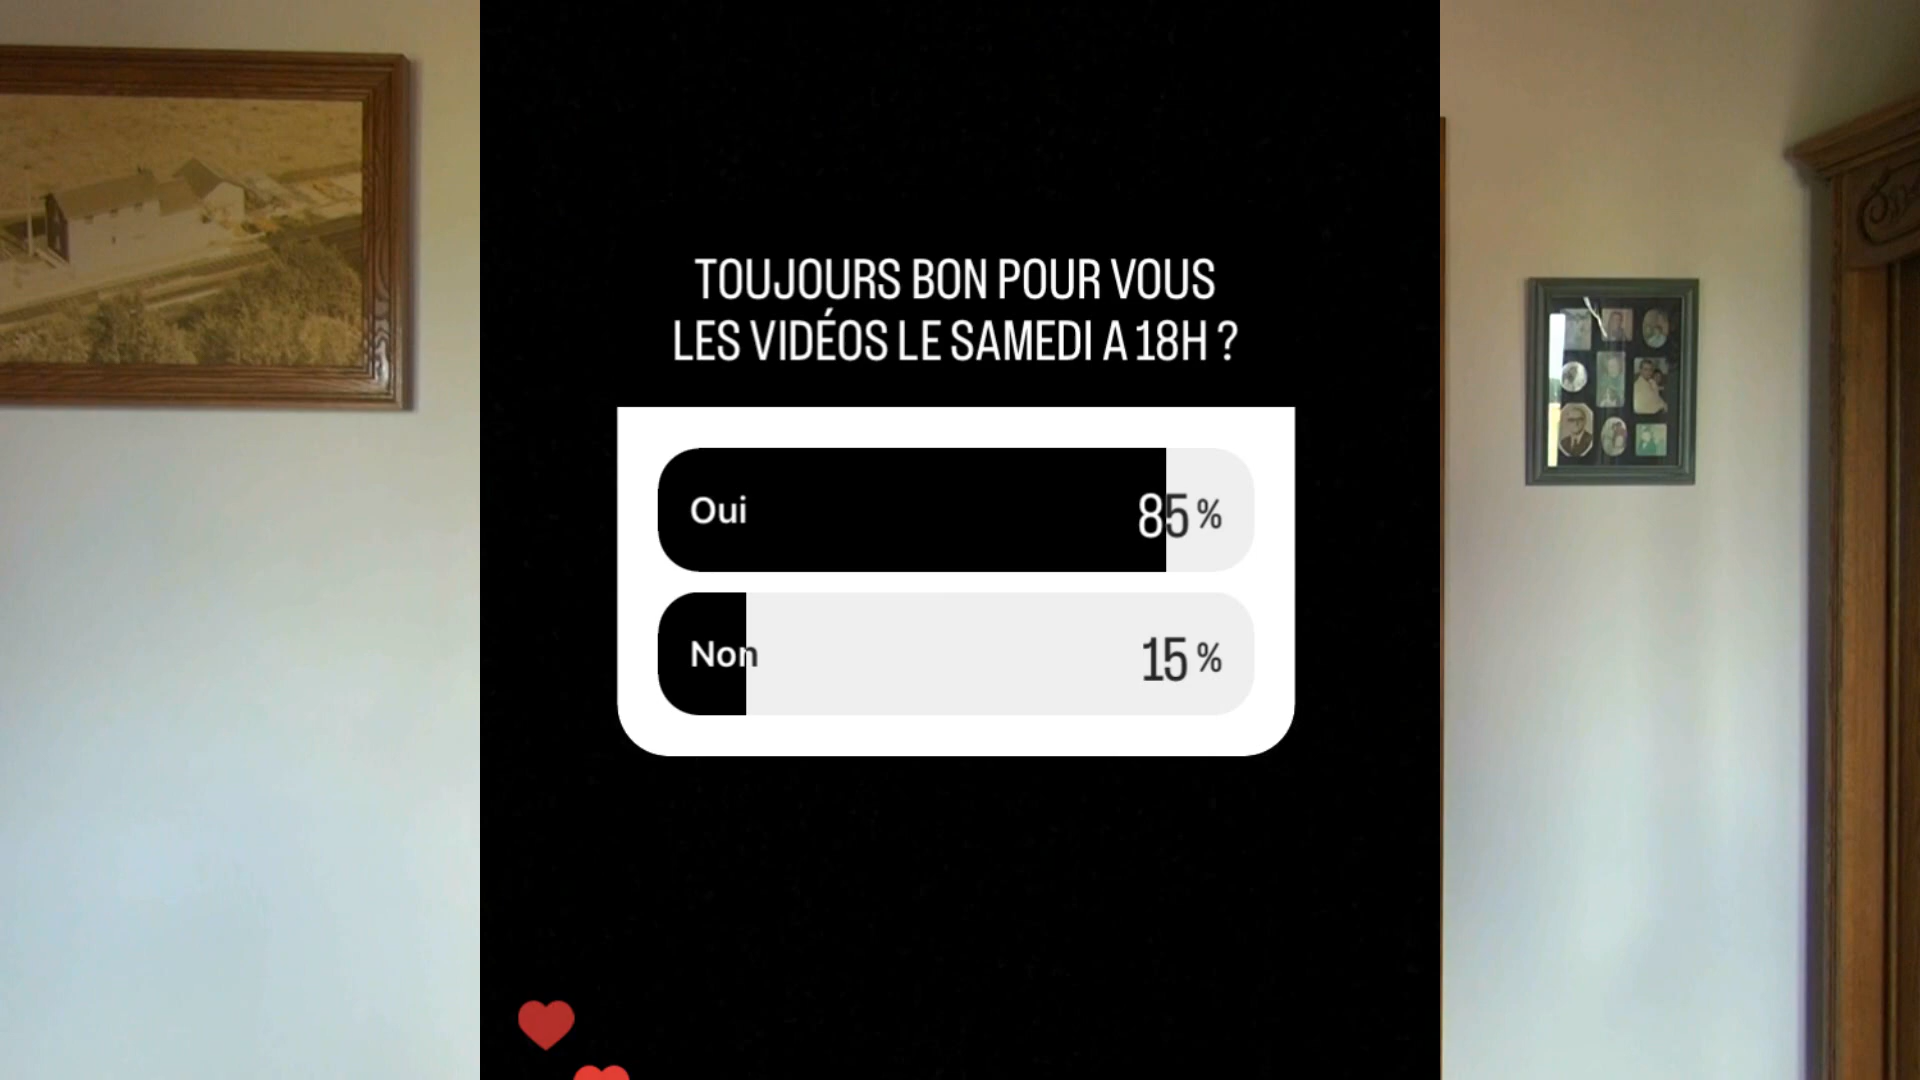 TOUJOURS BON POUR VOUS
LES VIDÉOS LE SAMEDI A 18H ?
Oui 85 %
Non 15 %